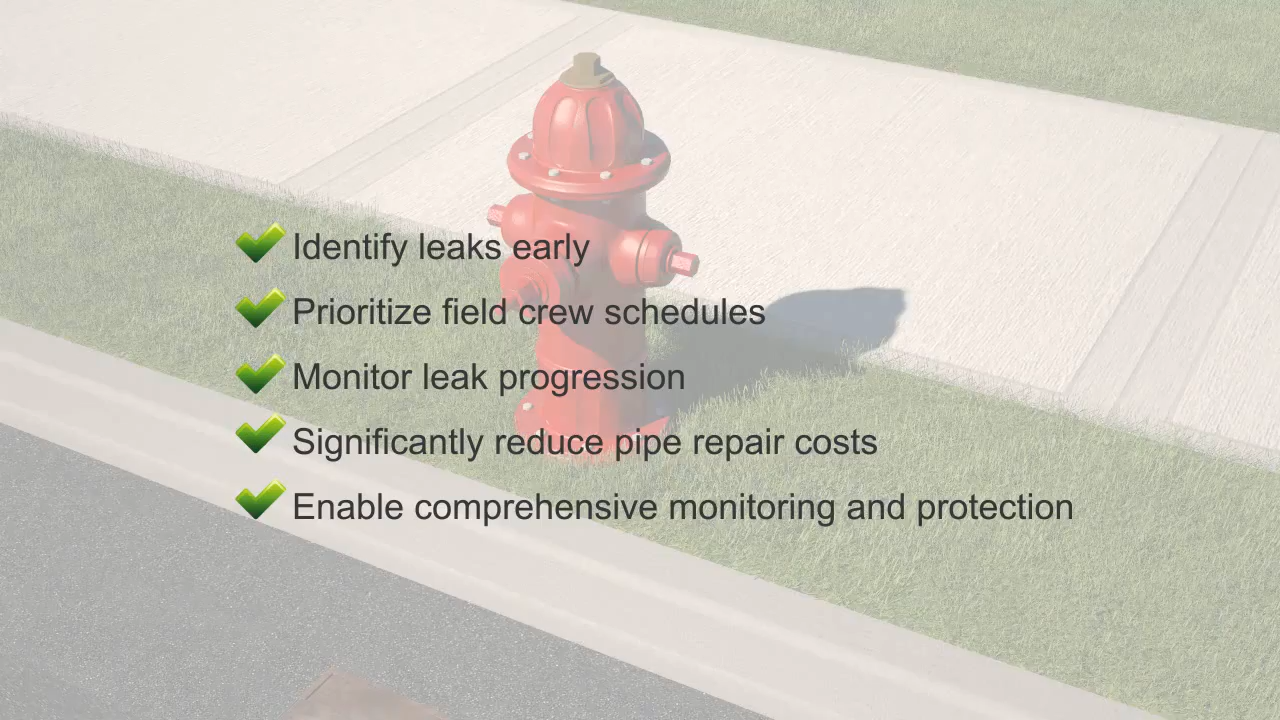 Identify leaks early
Prioritize field crew schedules
Monitor leak progression
Significantly reduce pipe repair costs
Enable comprehensive monitoring and protection